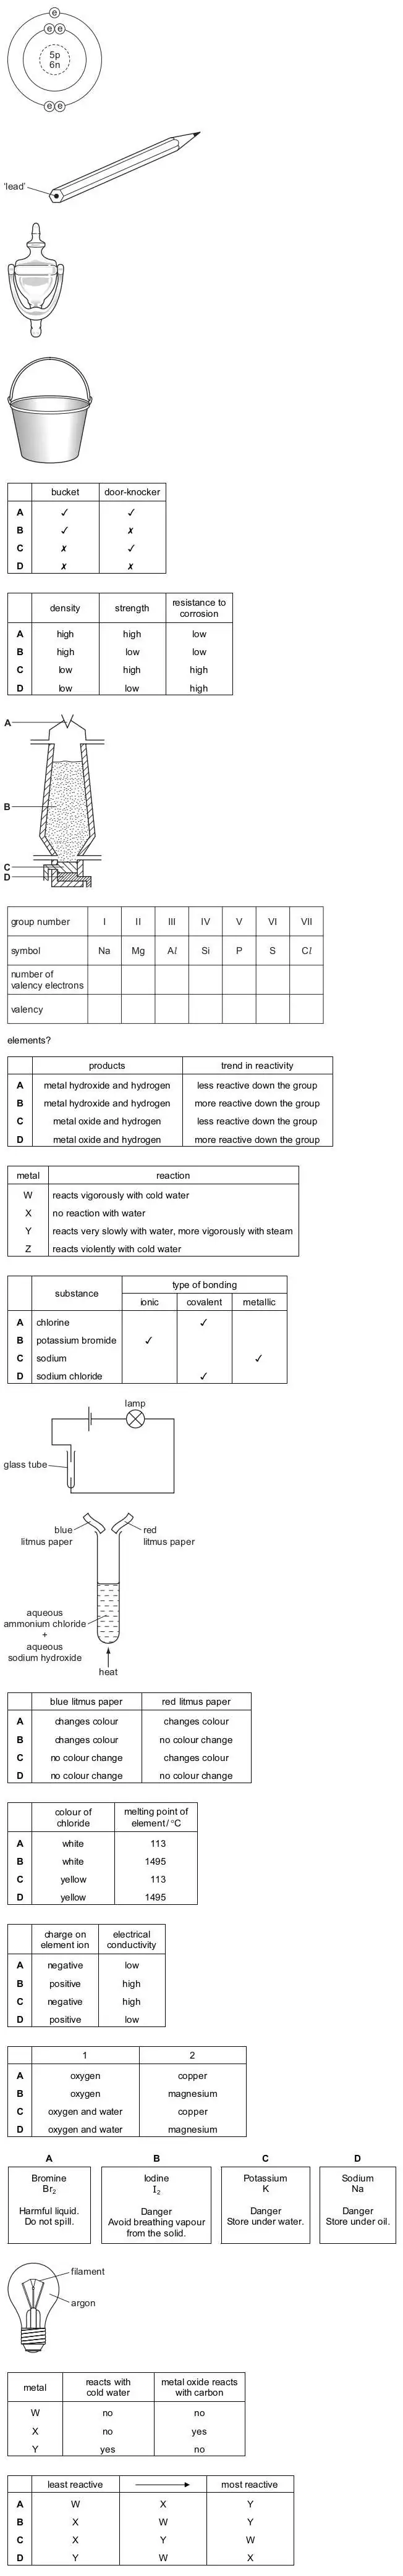 e
e e
5p
6n
e e
'lead'
bucket door-knocker
A ✓ ✓
B ✓ ✗
C ✗ ✓
D ✗ ✗
density strength resistance to
corrosion
A high high low
B high low low
C low high high
D low low high
A
B
C
D
group number I II III IV V VI VII
symbol Na Mg Al Si P S Cl
number of
valency electrons
valency
elements?
products trend in reactivity
A metal hydroxide and hydrogen less reactive down the group
B metal hydroxide and hydrogen more reactive down the group
C metal oxide and hydrogen less reactive down the group
D metal oxide and hydrogen more reactive down the group
metal reaction
W reacts vigorously with cold water
X no reaction with water
Y reacts very slowly with water, more vigorously with steam
Z reacts violently with cold water
substance type of bonding
ionic covalent metallic
A chlorine ✓
B potassium bromide ✓
C sodium ✓
D sodium chloride ✓
lamp
glass tube
blue
litmus paper
red
litmus paper
aqueous
ammonium chloride
+
aqueous
sodium hydroxide
heat
blue litmus paper red litmus paper
A changes colour changes colour
B changes colour no colour change
C no colour change changes colour
D no colour change no colour change
colour of
chloride
melting point of
element / °C
A white 113
B white 1495
C yellow 113
D yellow 1495
charge on
element ion
electrical
conductivity
A negative low
B positive high
C negative high
D positive low
1 2
A oxygen copper
B oxygen magnesium
C oxygen and water copper
D oxygen and water magnesium
A B C D
Bromine
Br₂
Harmful liquid.
Do not spill.
Iodine
I₂
Danger
Avoid breathing vapour
from the solid.
Potassium
K
Danger
Store under water.
Sodium
Na
Danger
Store under oil.
filament
argon
metal reacts with
cold water
metal oxide reacts
with carbon
W no no
X no yes
Y yes no
least reactive → most reactive
A W X Y
B X W Y
C X Y W
D Y W X